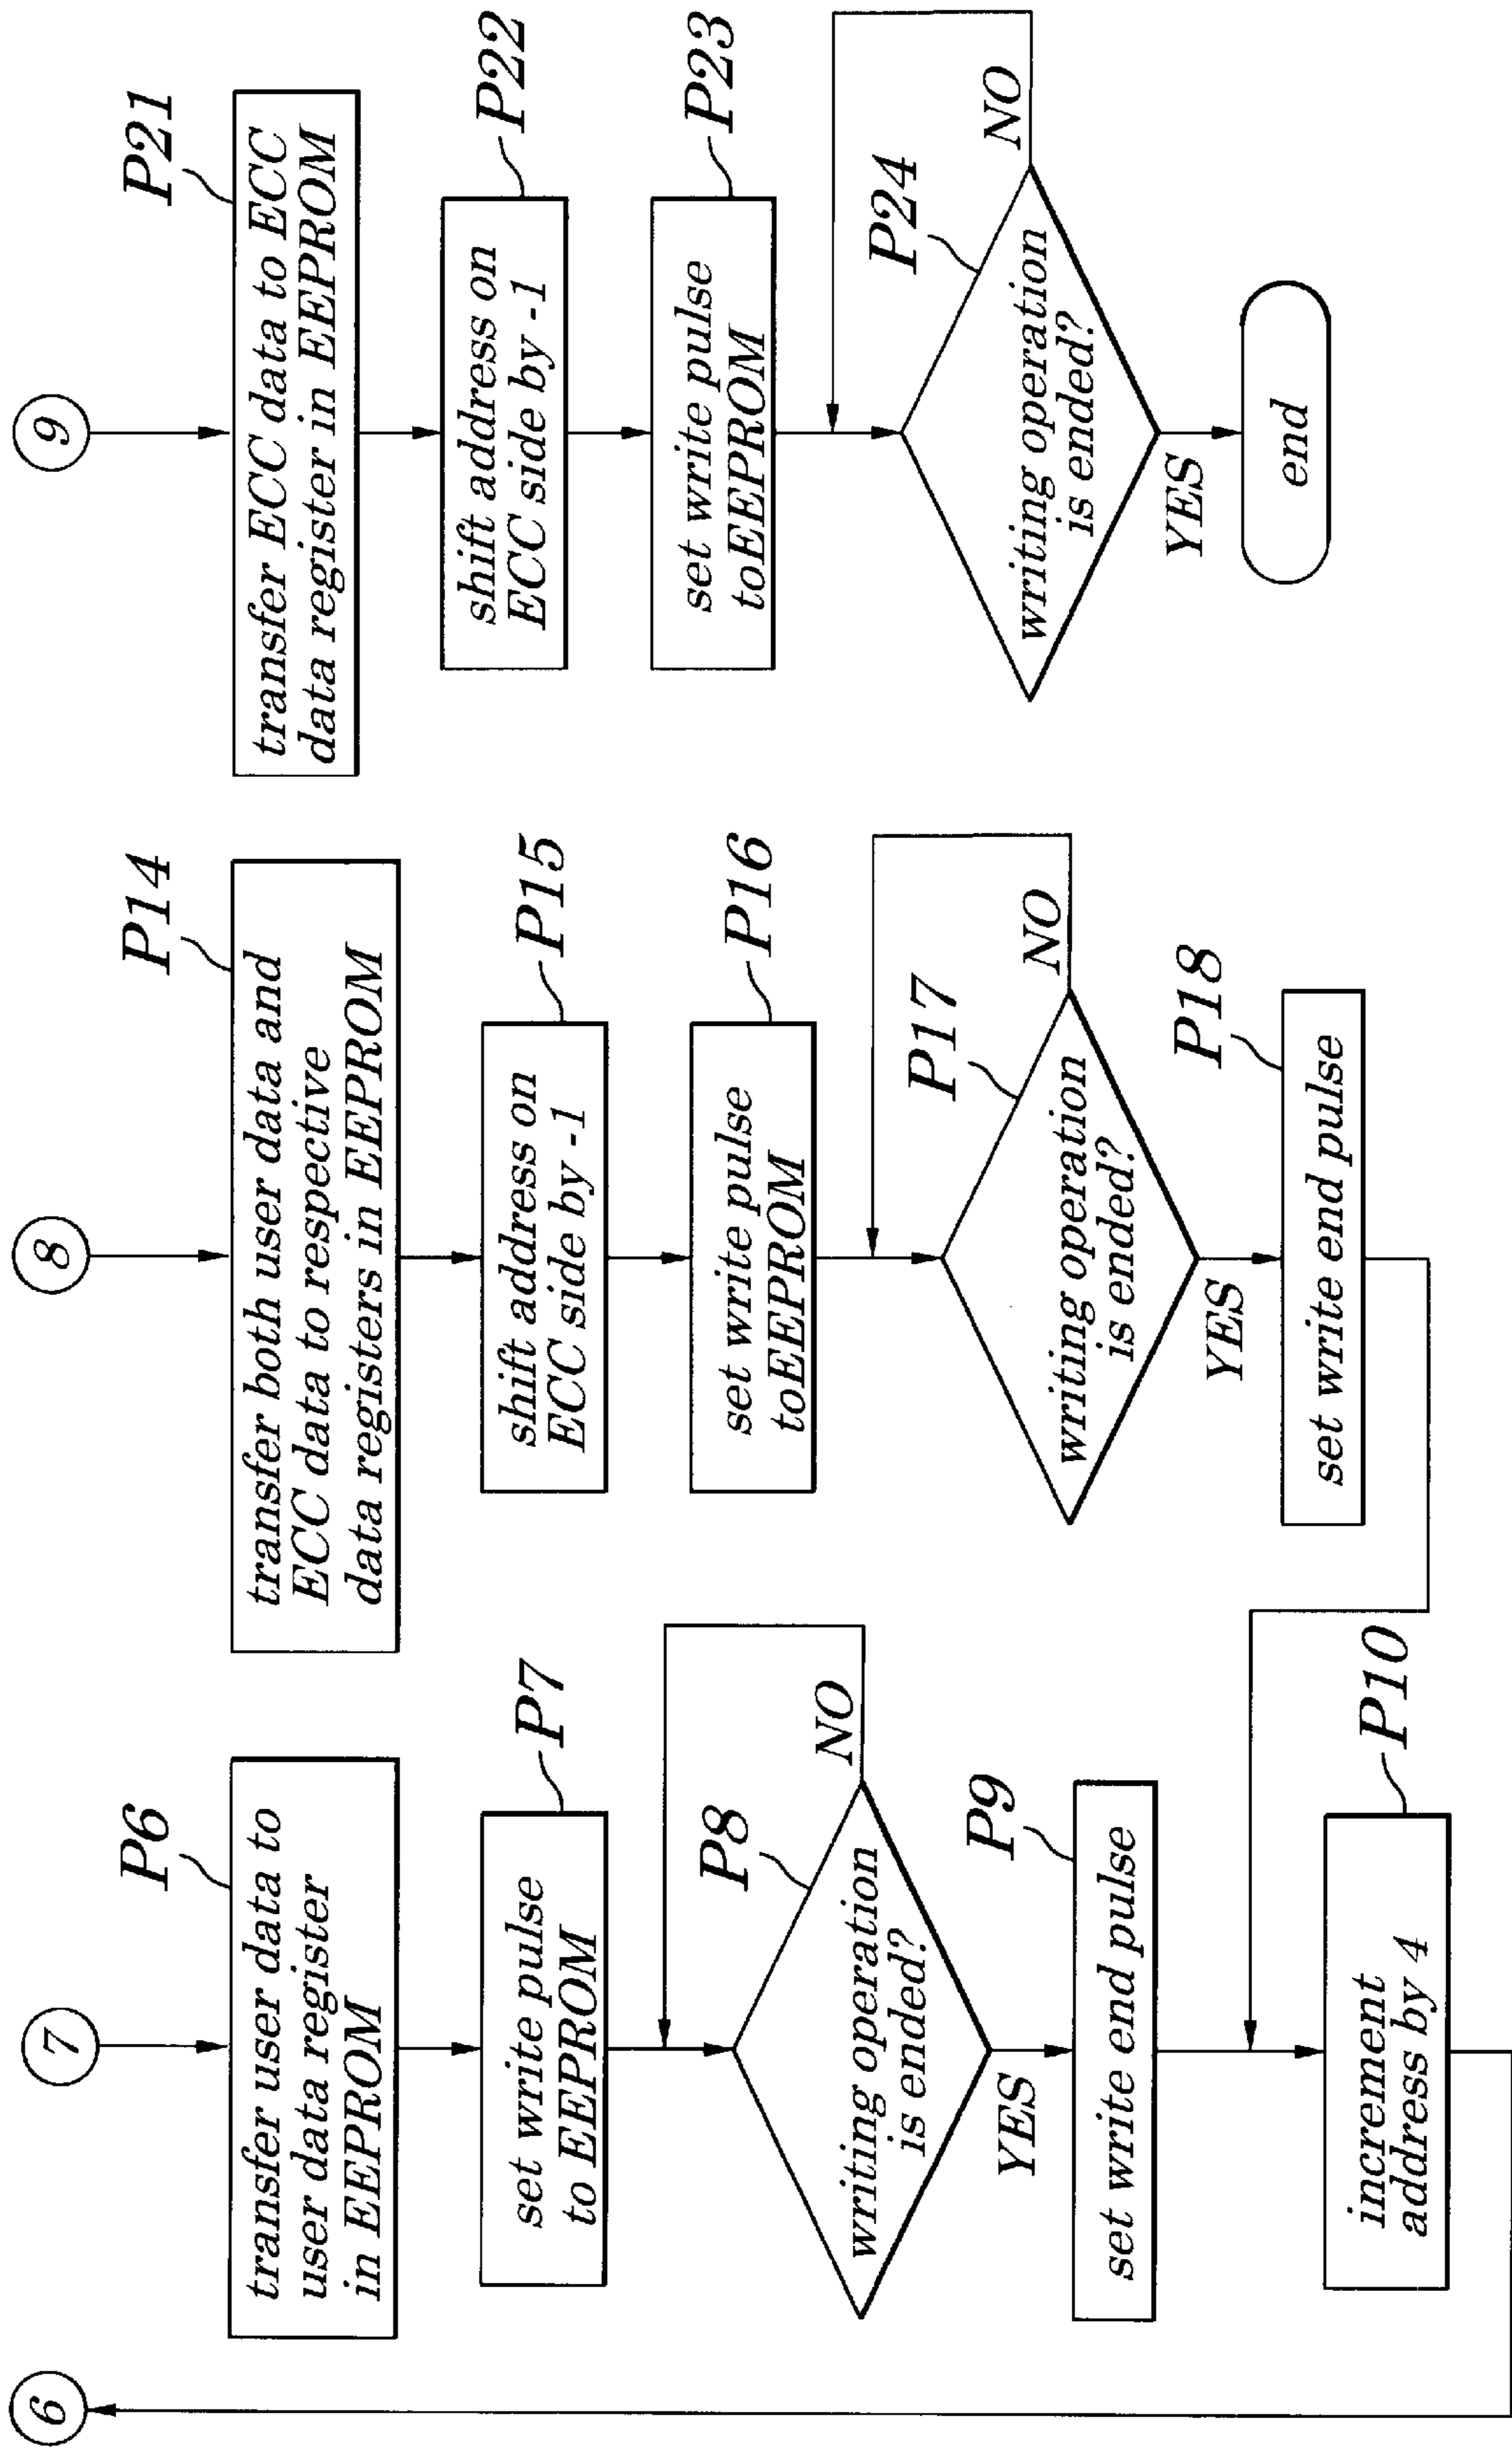 6
7
P6
transfer user data to
user data register
in EEPROM
P7
set write pulse
to EEPROM
P8
writing operation
is ended?
NO
YES
P9
set write end pulse
P10
increment
address by 4
8
P14
transfer both user data and
ECC data to respective
data registers in EEPROM
P15
shift address on
ECC side by -1
P16
set write pulse
toEEPROM
P17
writing operation
is ended?
NO
YES
P18
set write end pulse
9
P21
transfer ECC data to ECC
data register in EEPROM
P22
shift address on
ECC side by -1
P23
set write pulse
toEEPROM
P24
writing operation
is ended?
NO
YES
end